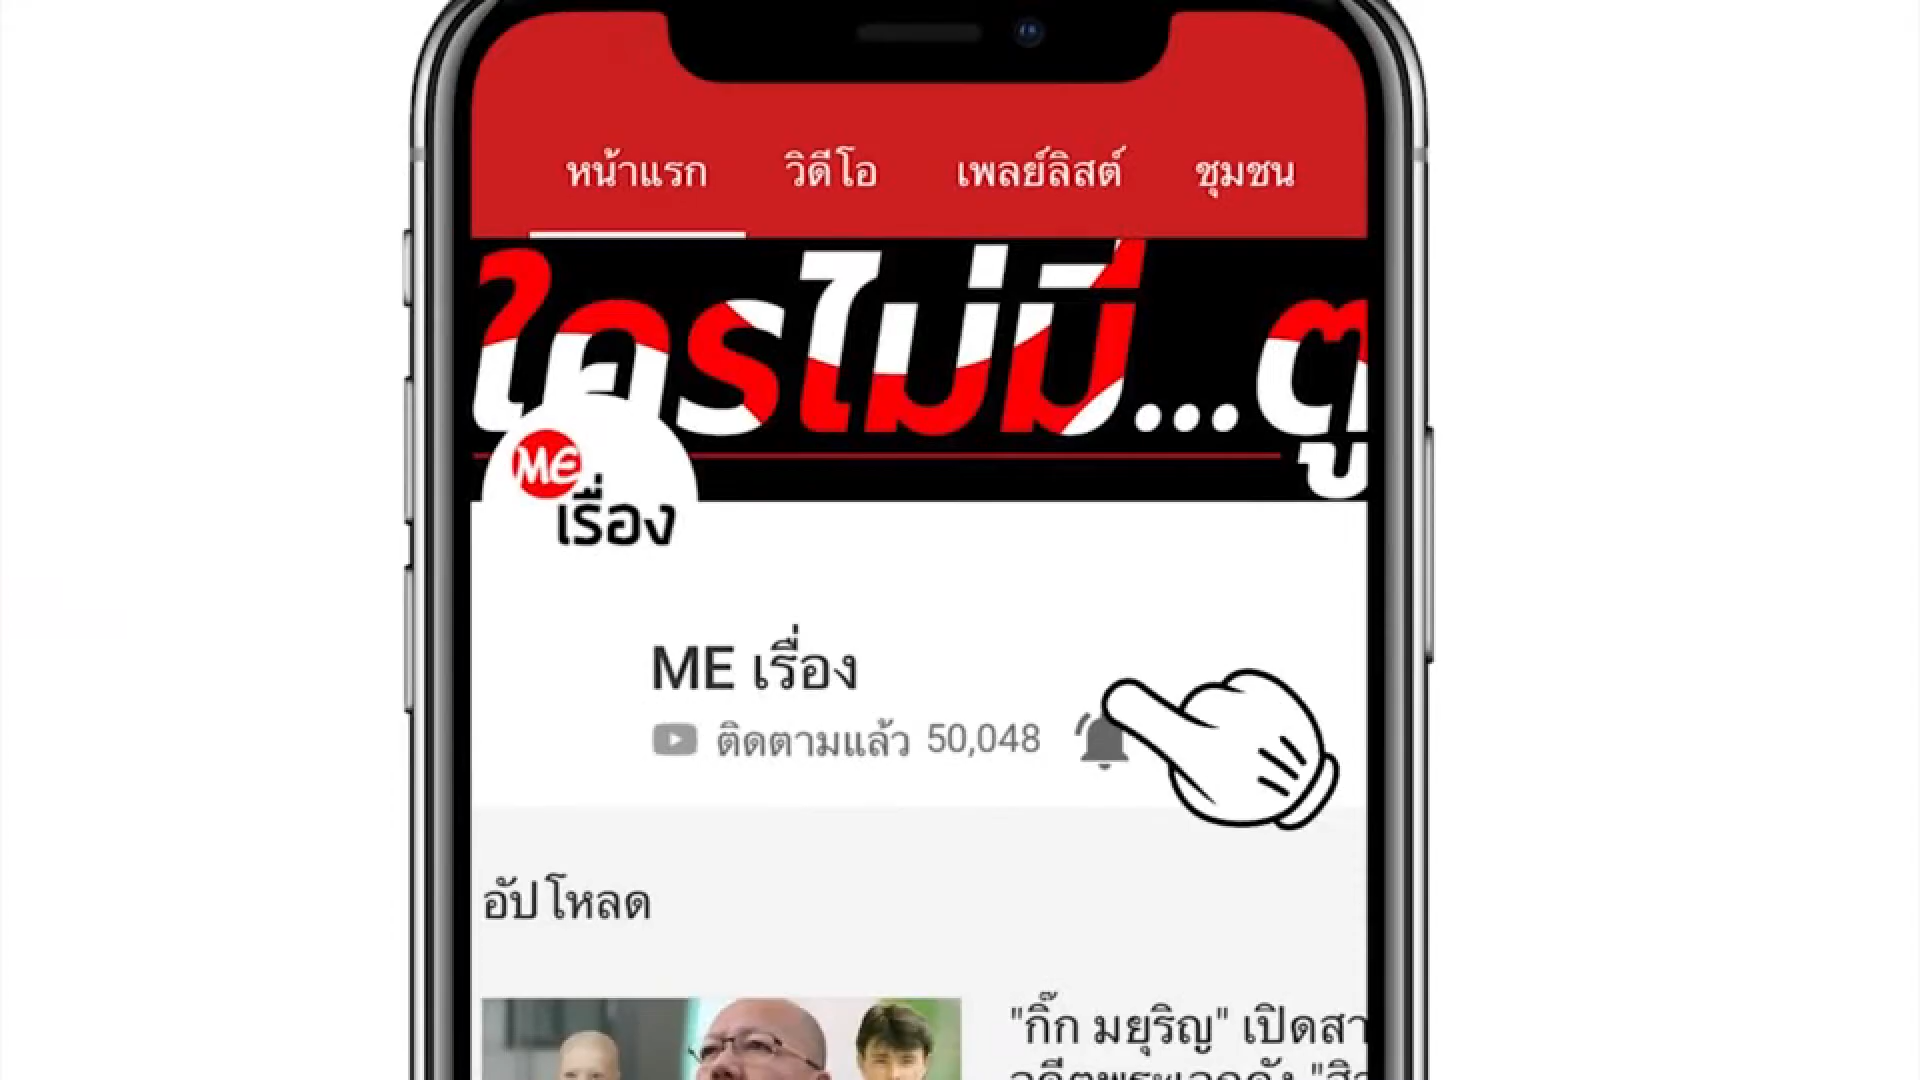 หน้าแรก วิดีโอ เพลย์ลิสต์ ชุมชน
ใครไม่มี...ตู
ME
เรื่อง
ME เรื่อง
ติดตามแล้ว 50,048
อัปโหลด
"กิ๊ก มยุริญ" เปิดสา